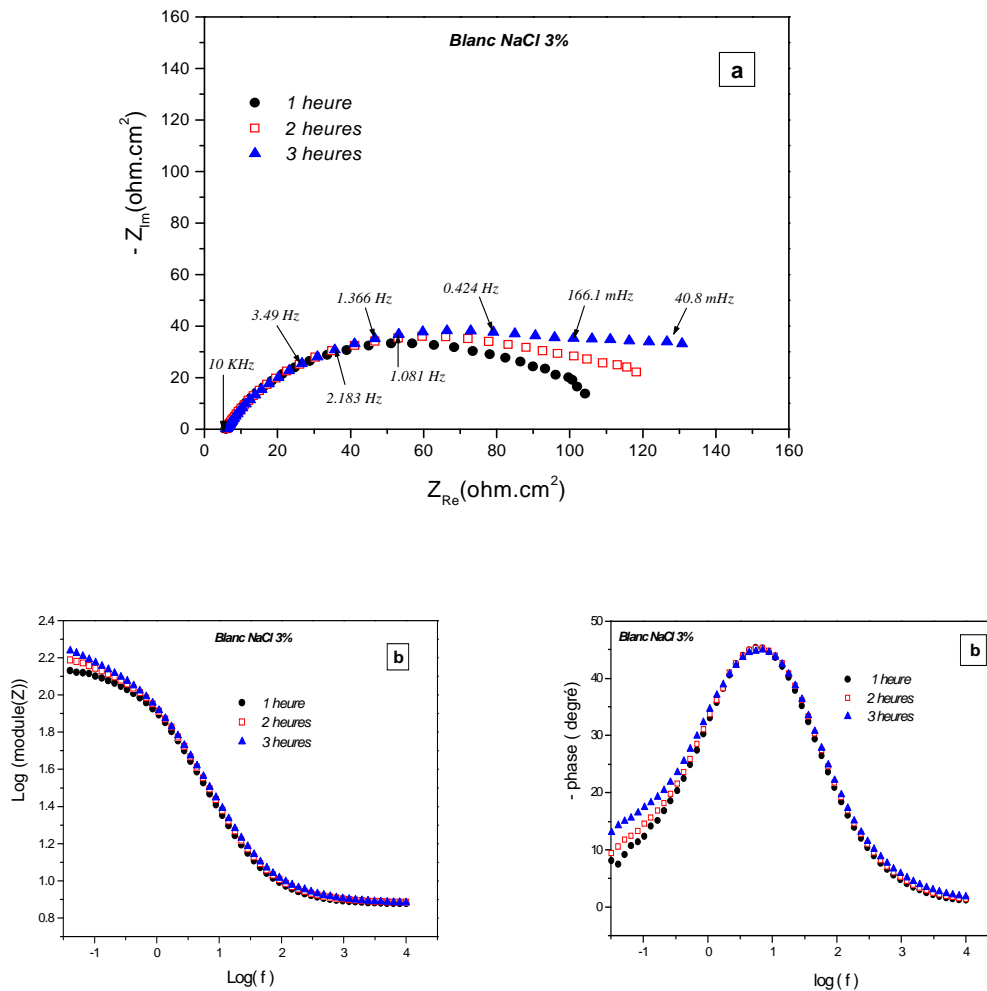 Blanc NaCl 3%
a
1 heure
2 heures
3 heures
- Z_Im(ohm.cm²)
160
140
120
100
80
60
40
20
0
10 KHz
3.49 Hz
2.183 Hz
1.366 Hz
1.081 Hz
0.424 Hz
166.1 mHz
40.8 mHz
0 20 40 60 80 100 120 140 160
Z_Re(ohm.cm²)
Blanc NaCl 3%
b
1 heure
2 heures
3 heures
Log (module(Z))
2.4
2.2
2.0
1.8
1.6
1.4
1.2
1.0
0.8
-1 0 1 2 3 4
Log( f )
Blanc NaCl 3%
b
1 heure
2 heures
3 heures
- phase ( degré)
50
40
30
20
10
0
-1 0 1 2 3 4
log( f )